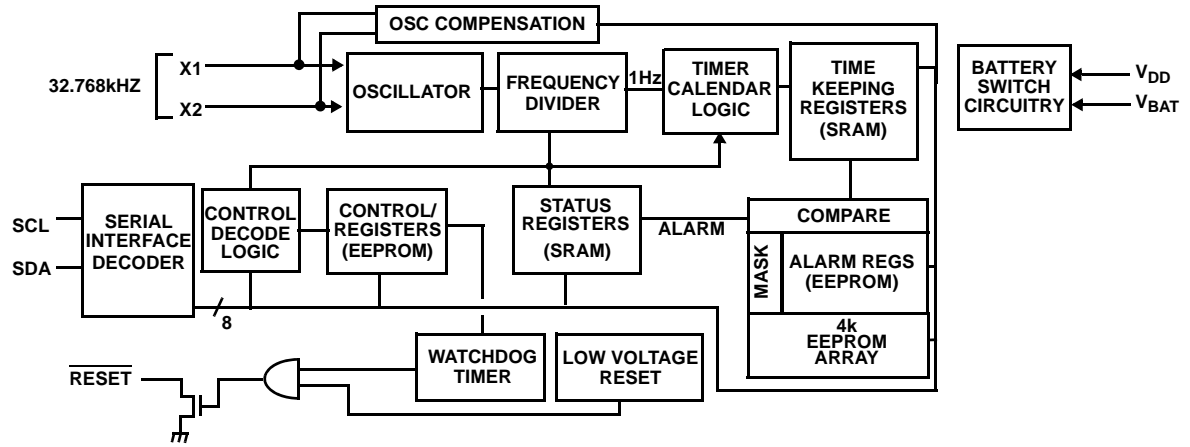 OSC COMPENSATION
32.768kHZ
X1
X2
OSCILLATOR
FREQUENCY
DIVIDER
1Hz
TIMER
CALENDAR
LOGIC
TIME
KEEPING
REGISTERS
(SRAM)
BATTERY
SWITCH
CIRCUITRY
VDD
VBAT
SCL
SDA
SERIAL
INTERFACE
DECODER
CONTROL
DECODE
LOGIC
CONTROL/
REGISTERS
(EEPROM)
STATUS
REGISTERS
(SRAM)
ALARM
COMPARE
MASK
ALARM REGS
(EEPROM)
4k
EEPROM
ARRAY
8
WATCHDOG
TIMER
LOW VOLTAGE
RESET
RESET